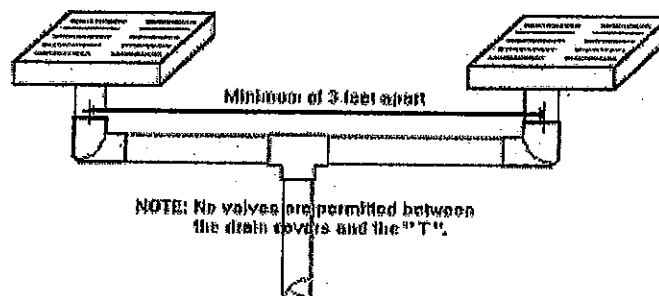 Minimum of 3 feet apart
NOTE: No valves are permitted between
the drain covers and the "T".